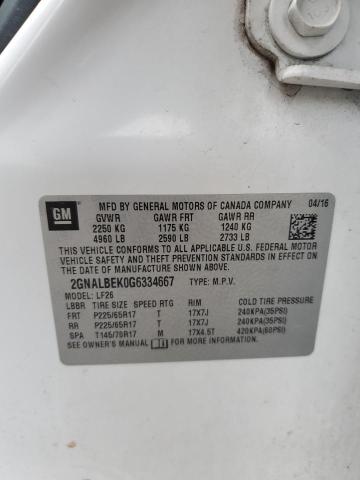 GM
MFD BY GENERAL MOTORS OF CANADA COMPANY 04/16
GVWR GAWR FRT GAWR RR
2250 KG 1175 KG 1240 KG
4960 LB 2590 LB 2733 LB
THIS VEHICLE CONFORMS TO ALL APPLICABLE U.S. FEDERAL
MOTOR VEHICLE SAFETY AND THEFT PREVENTION STANDARDS
IN EFFECT ON THE DATE OF MANUFACTURE SHOWN ABOVE.
2GNALBEK0G6334667 TYPE: M.P.V.
MODEL: LF26
LBBR TIRE SIZE SPEED RTG RIM COLD TIRE PRESSURE
FRT P225/65R17 T 17X7J 240KPA(35PSI)
RR P225/65R17 T 17X7J 240KPA(35PSI)
SPA T145/70R17 M 17X4.5T 420KPA(60PSI)
SEE OWNER'S MANUAL FOR MORE INFORMATION.